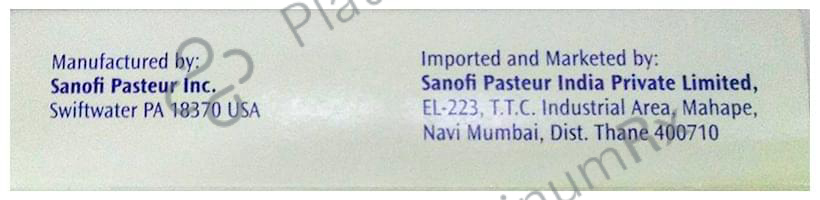 Manufactured by:
Sanofi Pasteur Inc.
Swiftwater PA 18370 USA
Imported and Marketed by:
Sanofi Pasteur India Private Limited,
EL-223, T.T.C. Industrial Area, Mahape,
Navi Mumbai, Dist. Thane 400710